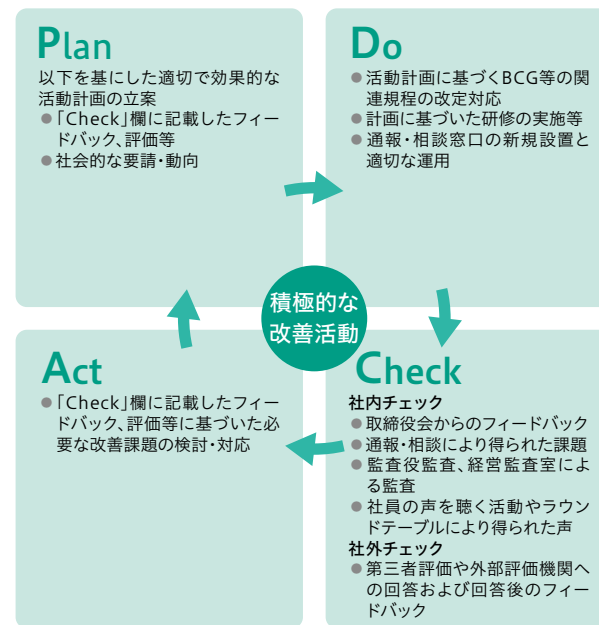 Plan
以下を基にした適切で効果的な
活動計画の立案
●「Check」欄に記載したフィー
ドバック、評価等
●社会的な要請・動向
Do
●活動計画に基づくBCG等の関
連規程の改定対応
●計画に基づいた研修の実施等
●通報・相談窓口の新規設置と
適切な運用
積極的な
改善活動
Act
●「Check」欄に記載したフィー
ドバック、評価等に基づいた必
要な改善課題の検討・対応
Check
社内チェック
●取締役会からのフィードバック
●通報・相談により得られた課題
●監査役監査、経営監査室によ
る監査
●社員の声を聴く活動やラウン
ドテーブルにより得られた声
社外チェック
●第三者評価や外部評価機関へ
の回答および回答後のフィー
ドバック